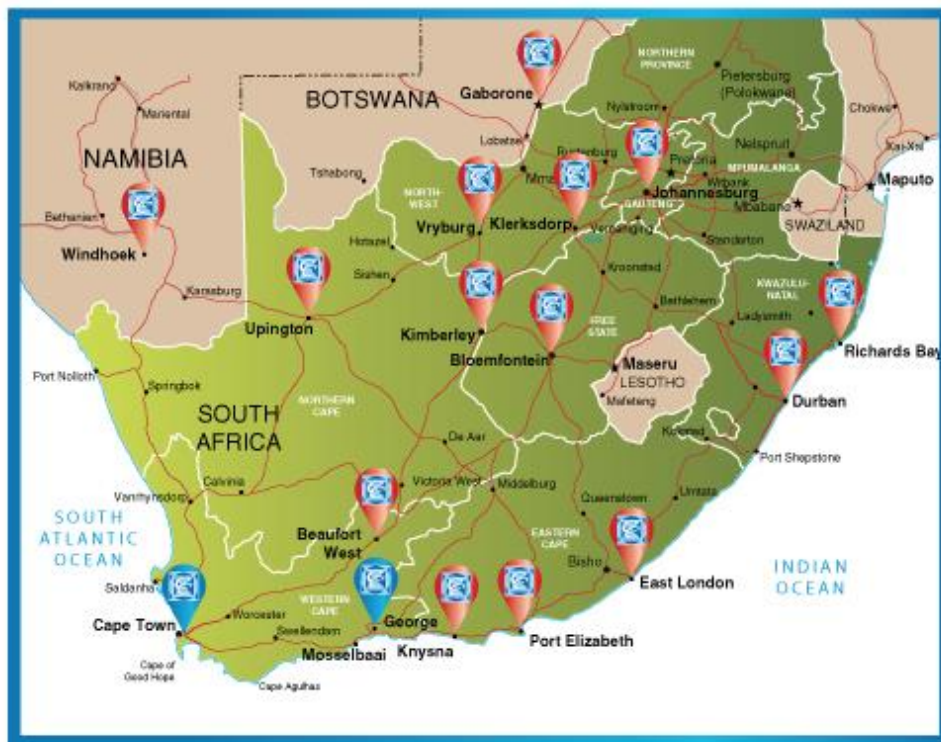 NORTHERN
PROVINCE
Pietersburg
(Polokwane)
Kalkrand
Mariental
BOTSWANA
Gaborone
Nylstroom
Chokwe
Lobatse
NAMIBIA
Nelspruit
Xai-Xai
Rustenburg
Pretoria
MPUMALANGA
Tshabong
NORTH-
WEST
Witbank
Maputo
Johannesburg
GAUTENG
Mbabane
Bethanien
Vryburg
Klerksdorp
Vereeniging
SWAZILAND
Standerton
Hotazel
Windhoek
Sishen
Kroonstad
KWAZULU-
NATAL
Karasburg
Bethlehem
Ladysmith
Upington
Kimberley
FREE
STATE
Richards Bay
Bloemfontein
Maseru
Port Nolloth
LESOTHO
Springbok
Mafeteng
Durban
NORTHERN
CAPE
SOUTH
AFRICA
De Aar
Kokstad
Port Shepstone
Calvinia
Victoria West
Middelburg
Vanrhynsdorp
Queenstown
Umtata
SOUTH
ATLANTIC
OCEAN
Beaufort
West
EASTERN
CAPE
Bisho
INDIAN
OCEAN
East London
Saldanha
WESTERN
CAPE
Worcester
Cape Town
George
Swellendam
Port Elizabeth
Mosselbaai
Knysna
Cape of
Good Hope
Cape Agulhas